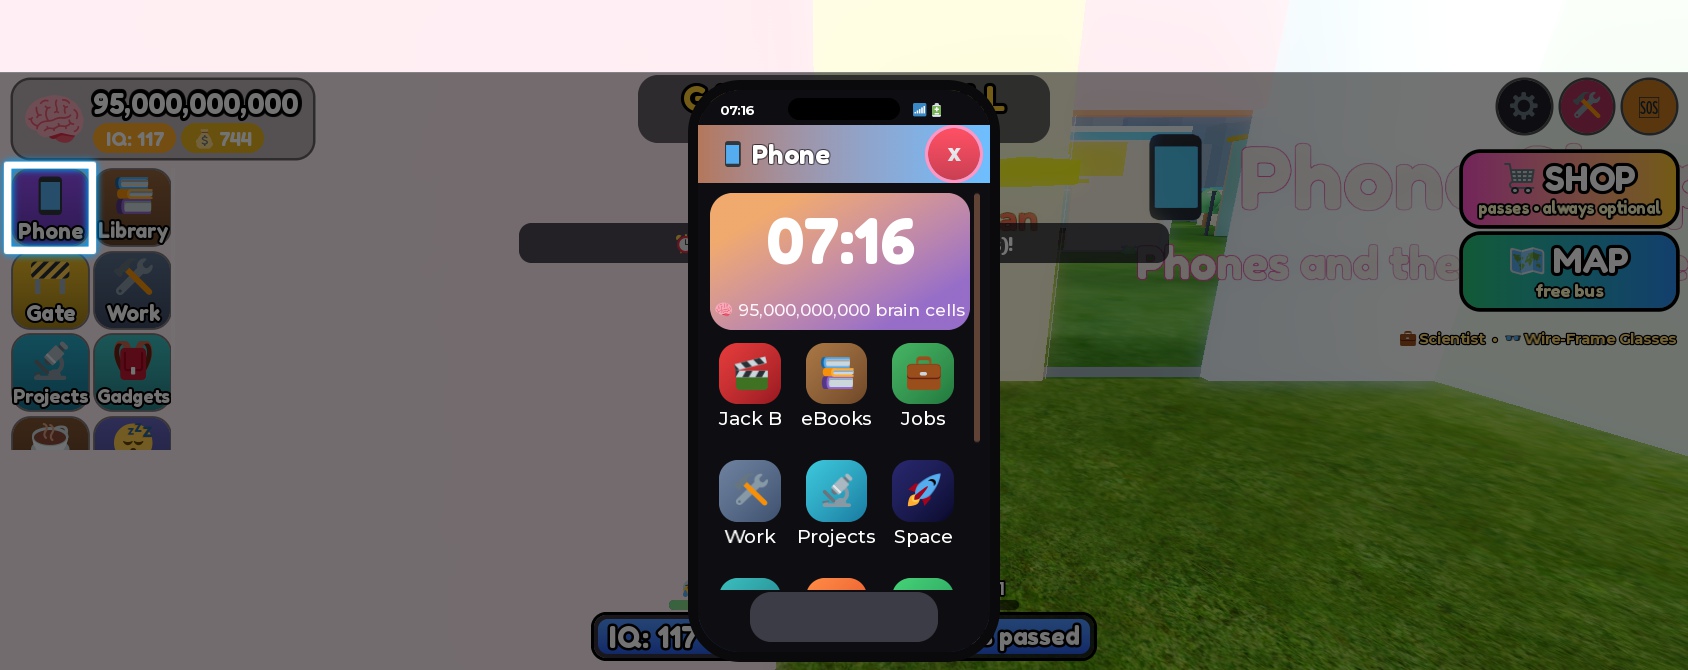 95,000,000,000
IQ: 117
744
Phone
Library
Gate
Work
Projects
Gadgets
07:16
Phone
X
07:16
95,000,000,000 brain cells
Jack B
eBooks
Jobs
Work
Projects
Space
IQ: 117
passed
Phones and the
SOS
SHOP
passes • always optional
MAP
free bus
Scientist • Wire-Frame Glasses